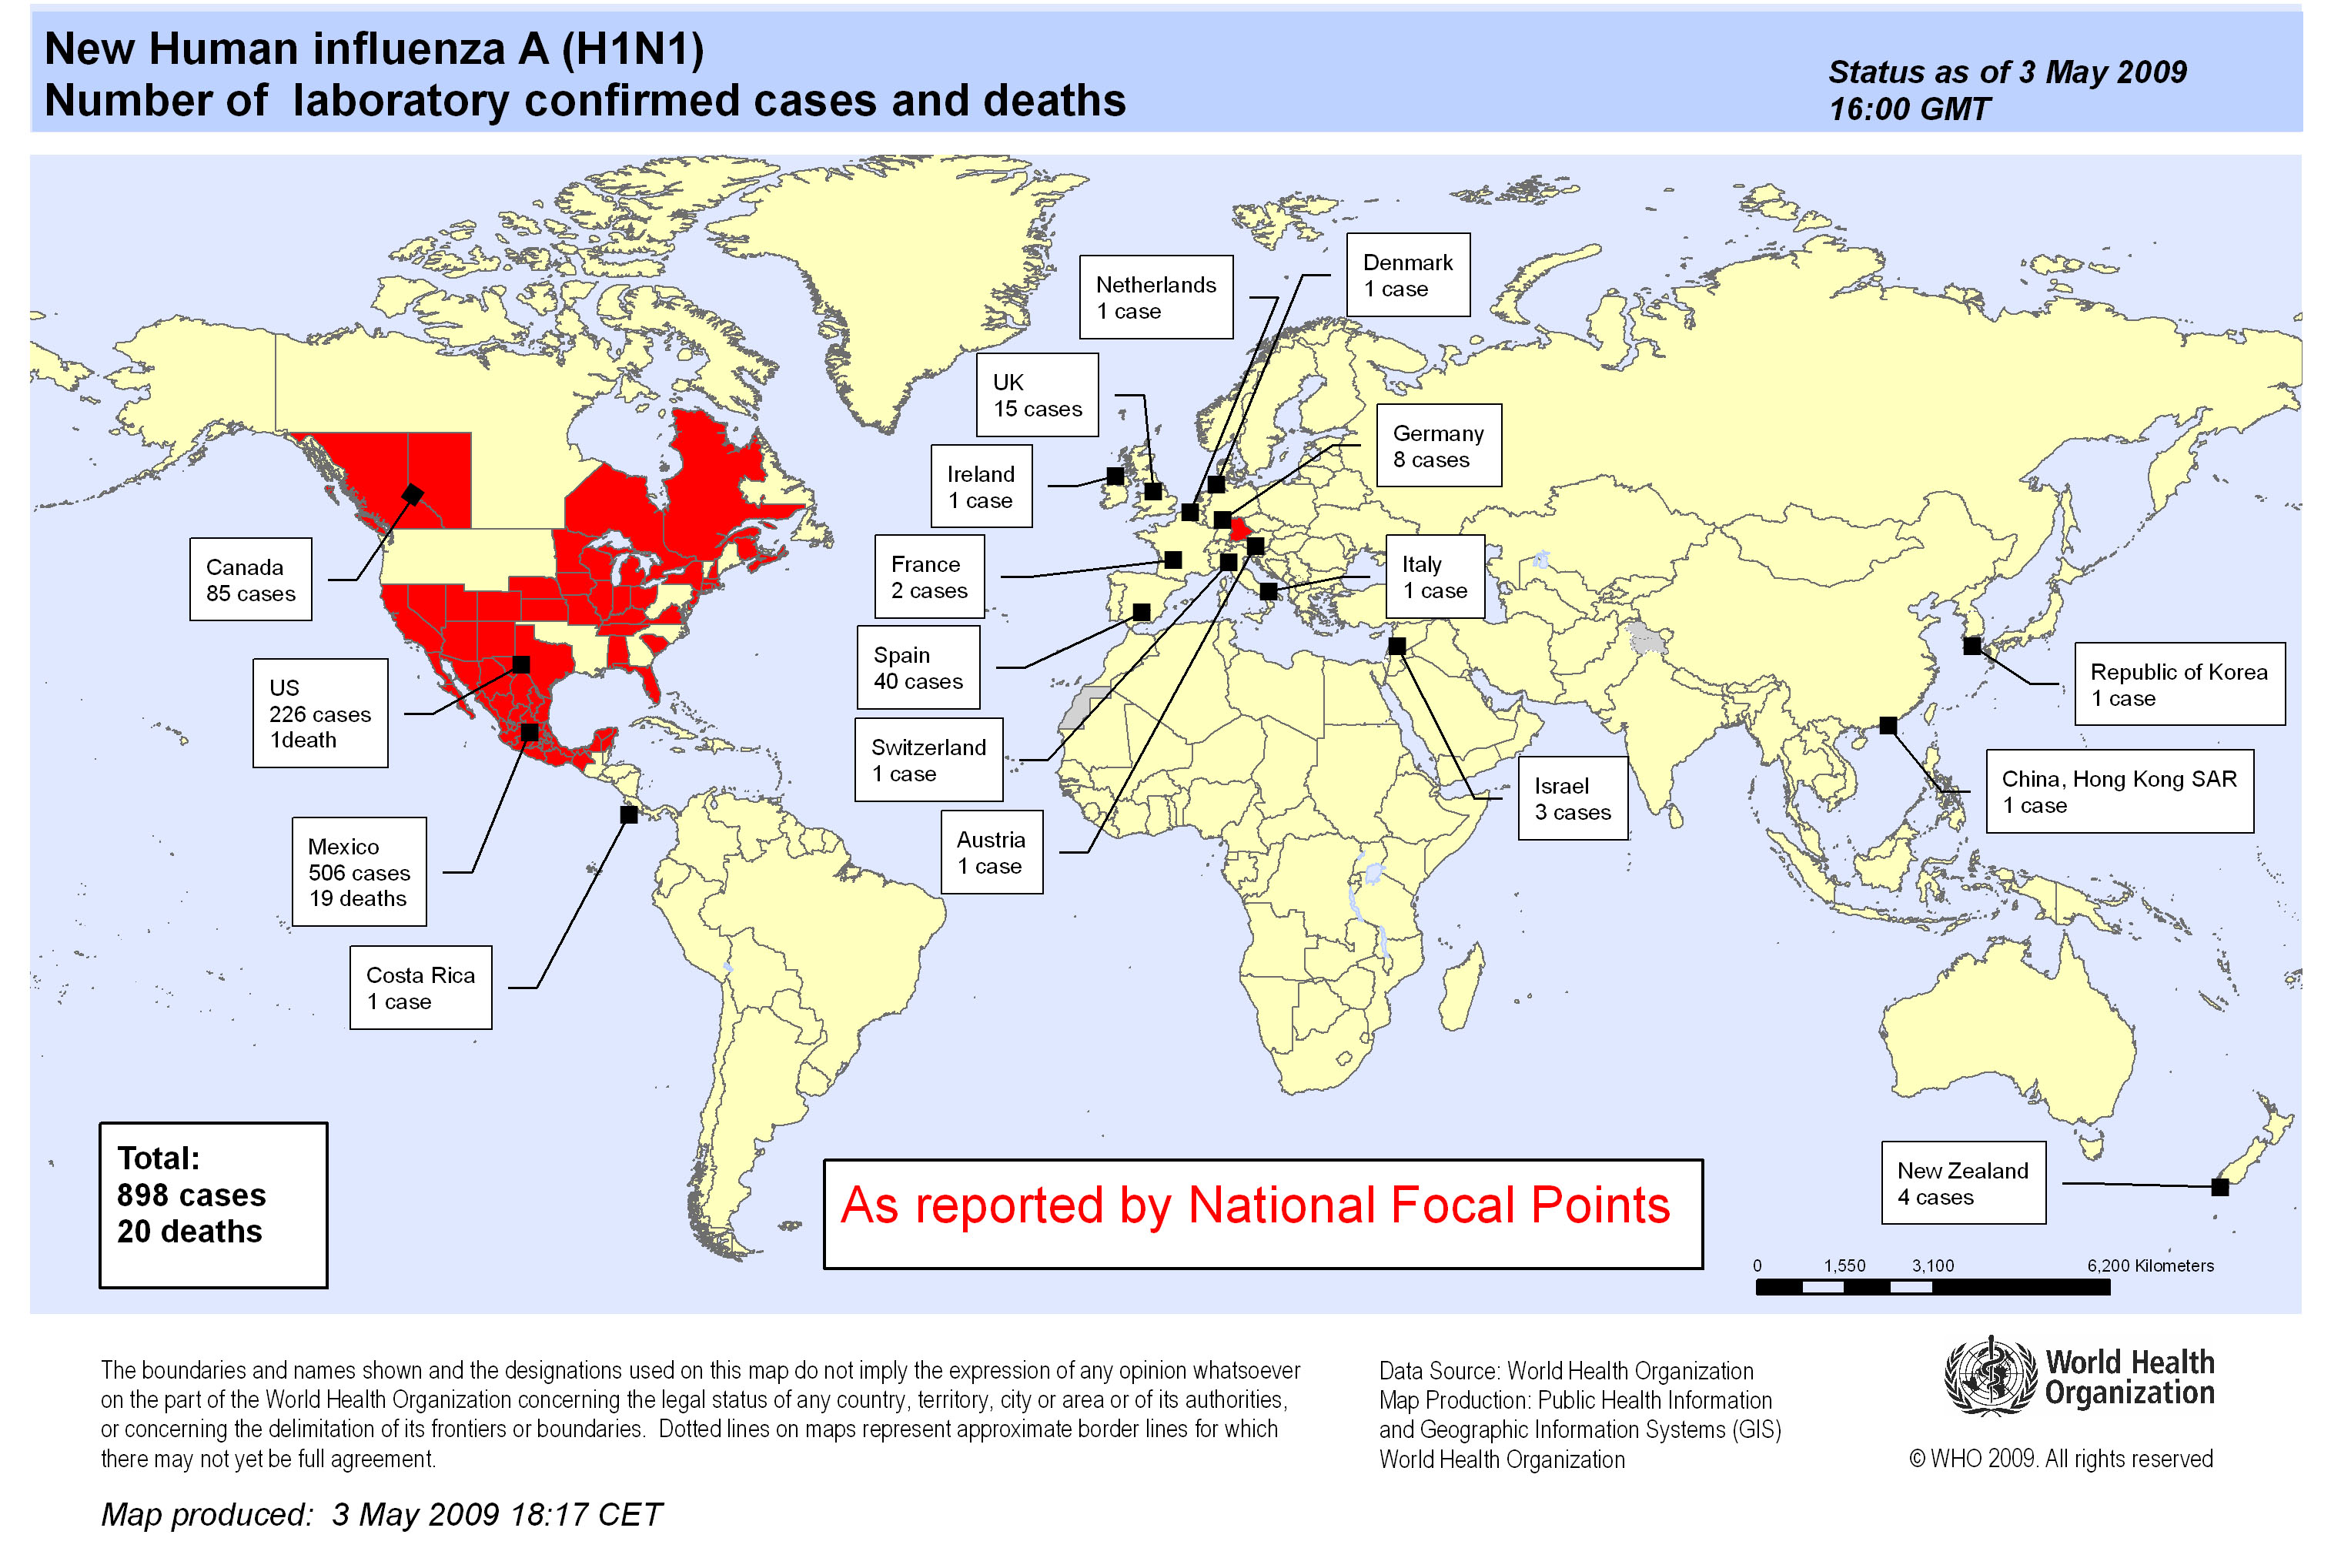 New Human influenza A (H1N1)
Number of  laboratory confirmed cases and deaths
Status as of 3 May 2009
16:00 GMT
Denmark
1 case
Netherlands
1 case
UK
15 cases
Germany
8 cases
Ireland
1 case
Canada
85 cases
France
2 cases
Italy
1 case
Spain
40 cases
Republic of Korea
1 case
US
226 cases
1death
Switzerland
1 case
Israel
3 cases
China, Hong Kong SAR
1 case
Mexico
506 cases
19 deaths
Austria
1 case
Costa Rica
1 case
New Zealand
4 cases
Total:
898 cases
20 deaths
As reported by National Focal Points
0 1,550 3,100 6,200 Kilometers
The boundaries and names shown and the designations used on this map do not imply the expression of any opinion whatsoever
on the part of the World Health Organization concerning the legal status of any country, territory, city or area or of its authorities,
or concerning the delimitation of its frontiers or boundaries.  Dotted lines on maps represent approximate border lines for which
there may not yet be full agreement.
Data Source: World Health Organization
Map Production: Public Health Information
and Geographic Information Systems (GIS)
World Health Organization
World Health
Organization
© WHO 2009. All rights reserved
Map produced:  3 May 2009 18:17 CET